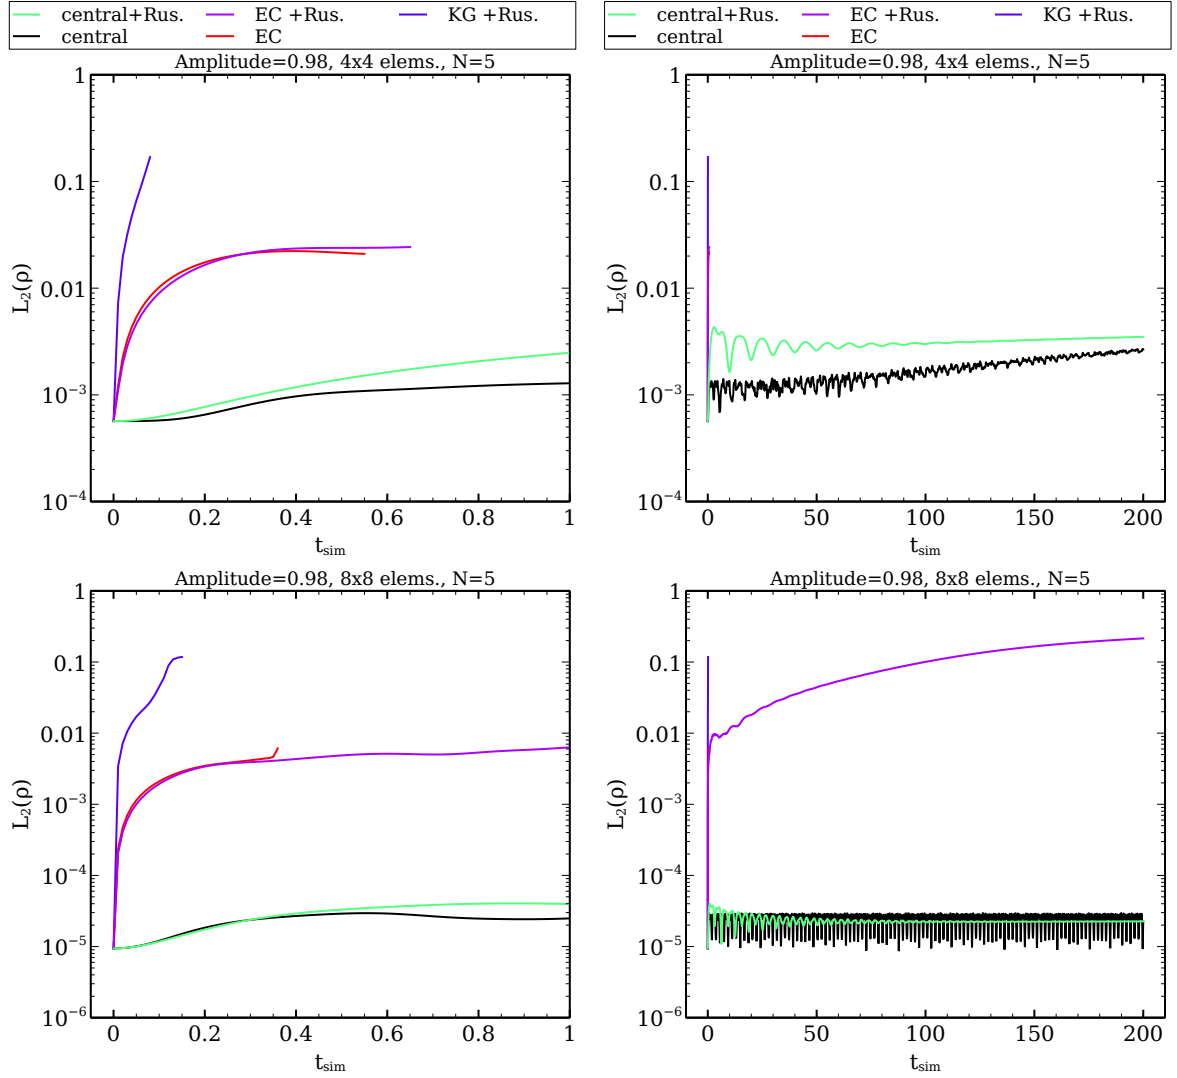 central+Rus. EC +Rus. KG +Rus.
central EC
Amplitude=0.98, 4x4 elems., N=5
1
0.1
0.01
10⁻³
10⁻⁴
L₂(ρ)
0 0.2 0.4 0.6 0.8 1
t_sim
central+Rus. EC +Rus. KG +Rus.
central EC
Amplitude=0.98, 4x4 elems., N=5
1
0.1
0.01
10⁻³
10⁻⁴
L₂(ρ)
0 50 100 150 200
t_sim
Amplitude=0.98, 8x8 elems., N=5
1
0.1
0.01
10⁻³
10⁻⁴
10⁻⁵
10⁻⁶
L₂(ρ)
0 0.2 0.4 0.6 0.8 1
t_sim
Amplitude=0.98, 8x8 elems., N=5
1
0.1
0.01
10⁻³
10⁻⁴
10⁻⁵
10⁻⁶
L₂(ρ)
0 50 100 150 200
t_sim